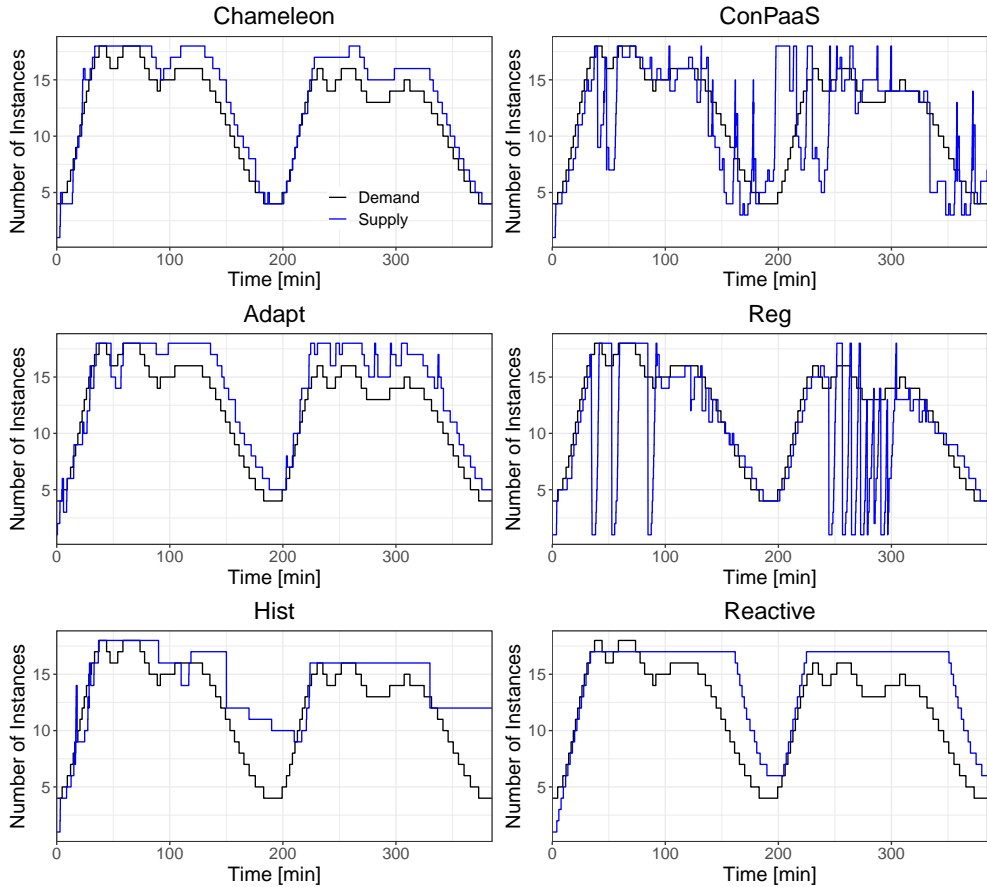 Chameleon
ConPaaS
Number of Instances
15
10
5
Demand
Supply
0
100
200
300
Time [min]
Number of Instances
15
10
5
0
100
200
300
Time [min]
Adapt
Reg
Number of Instances
15
10
5
0
100
200
300
Time [min]
Number of Instances
15
10
5
0
100
200
300
Time [min]
Hist
Reactive
Number of Instances
15
10
5
0
100
200
300
Time [min]
Number of Instances
15
10
5
0
100
200
300
Time [min]